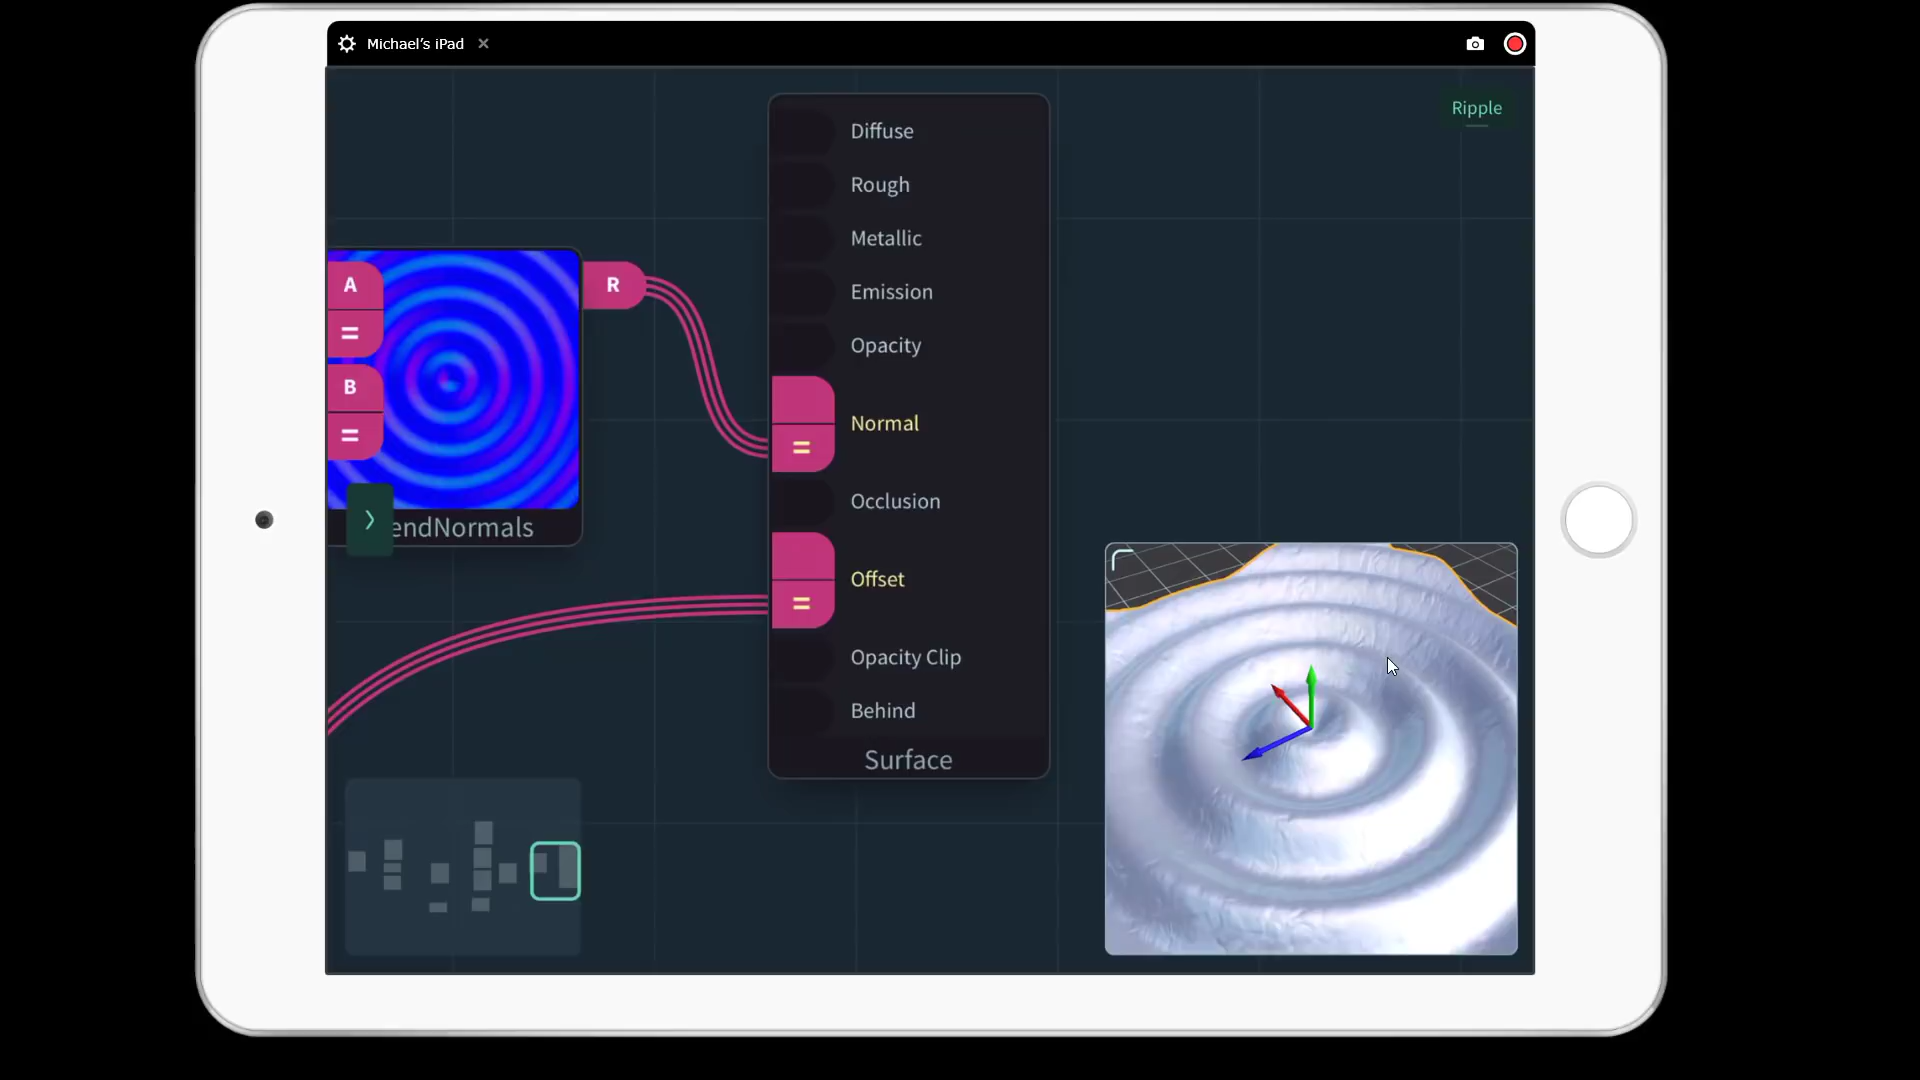 Michael's iPad
Ripple
Diffuse
Rough
Metallic
Emission
Opacity
A
=
R
B
=
Normal
=
Occlusion
endNormals
Offset
=
Opacity Clip
Behind
Surface